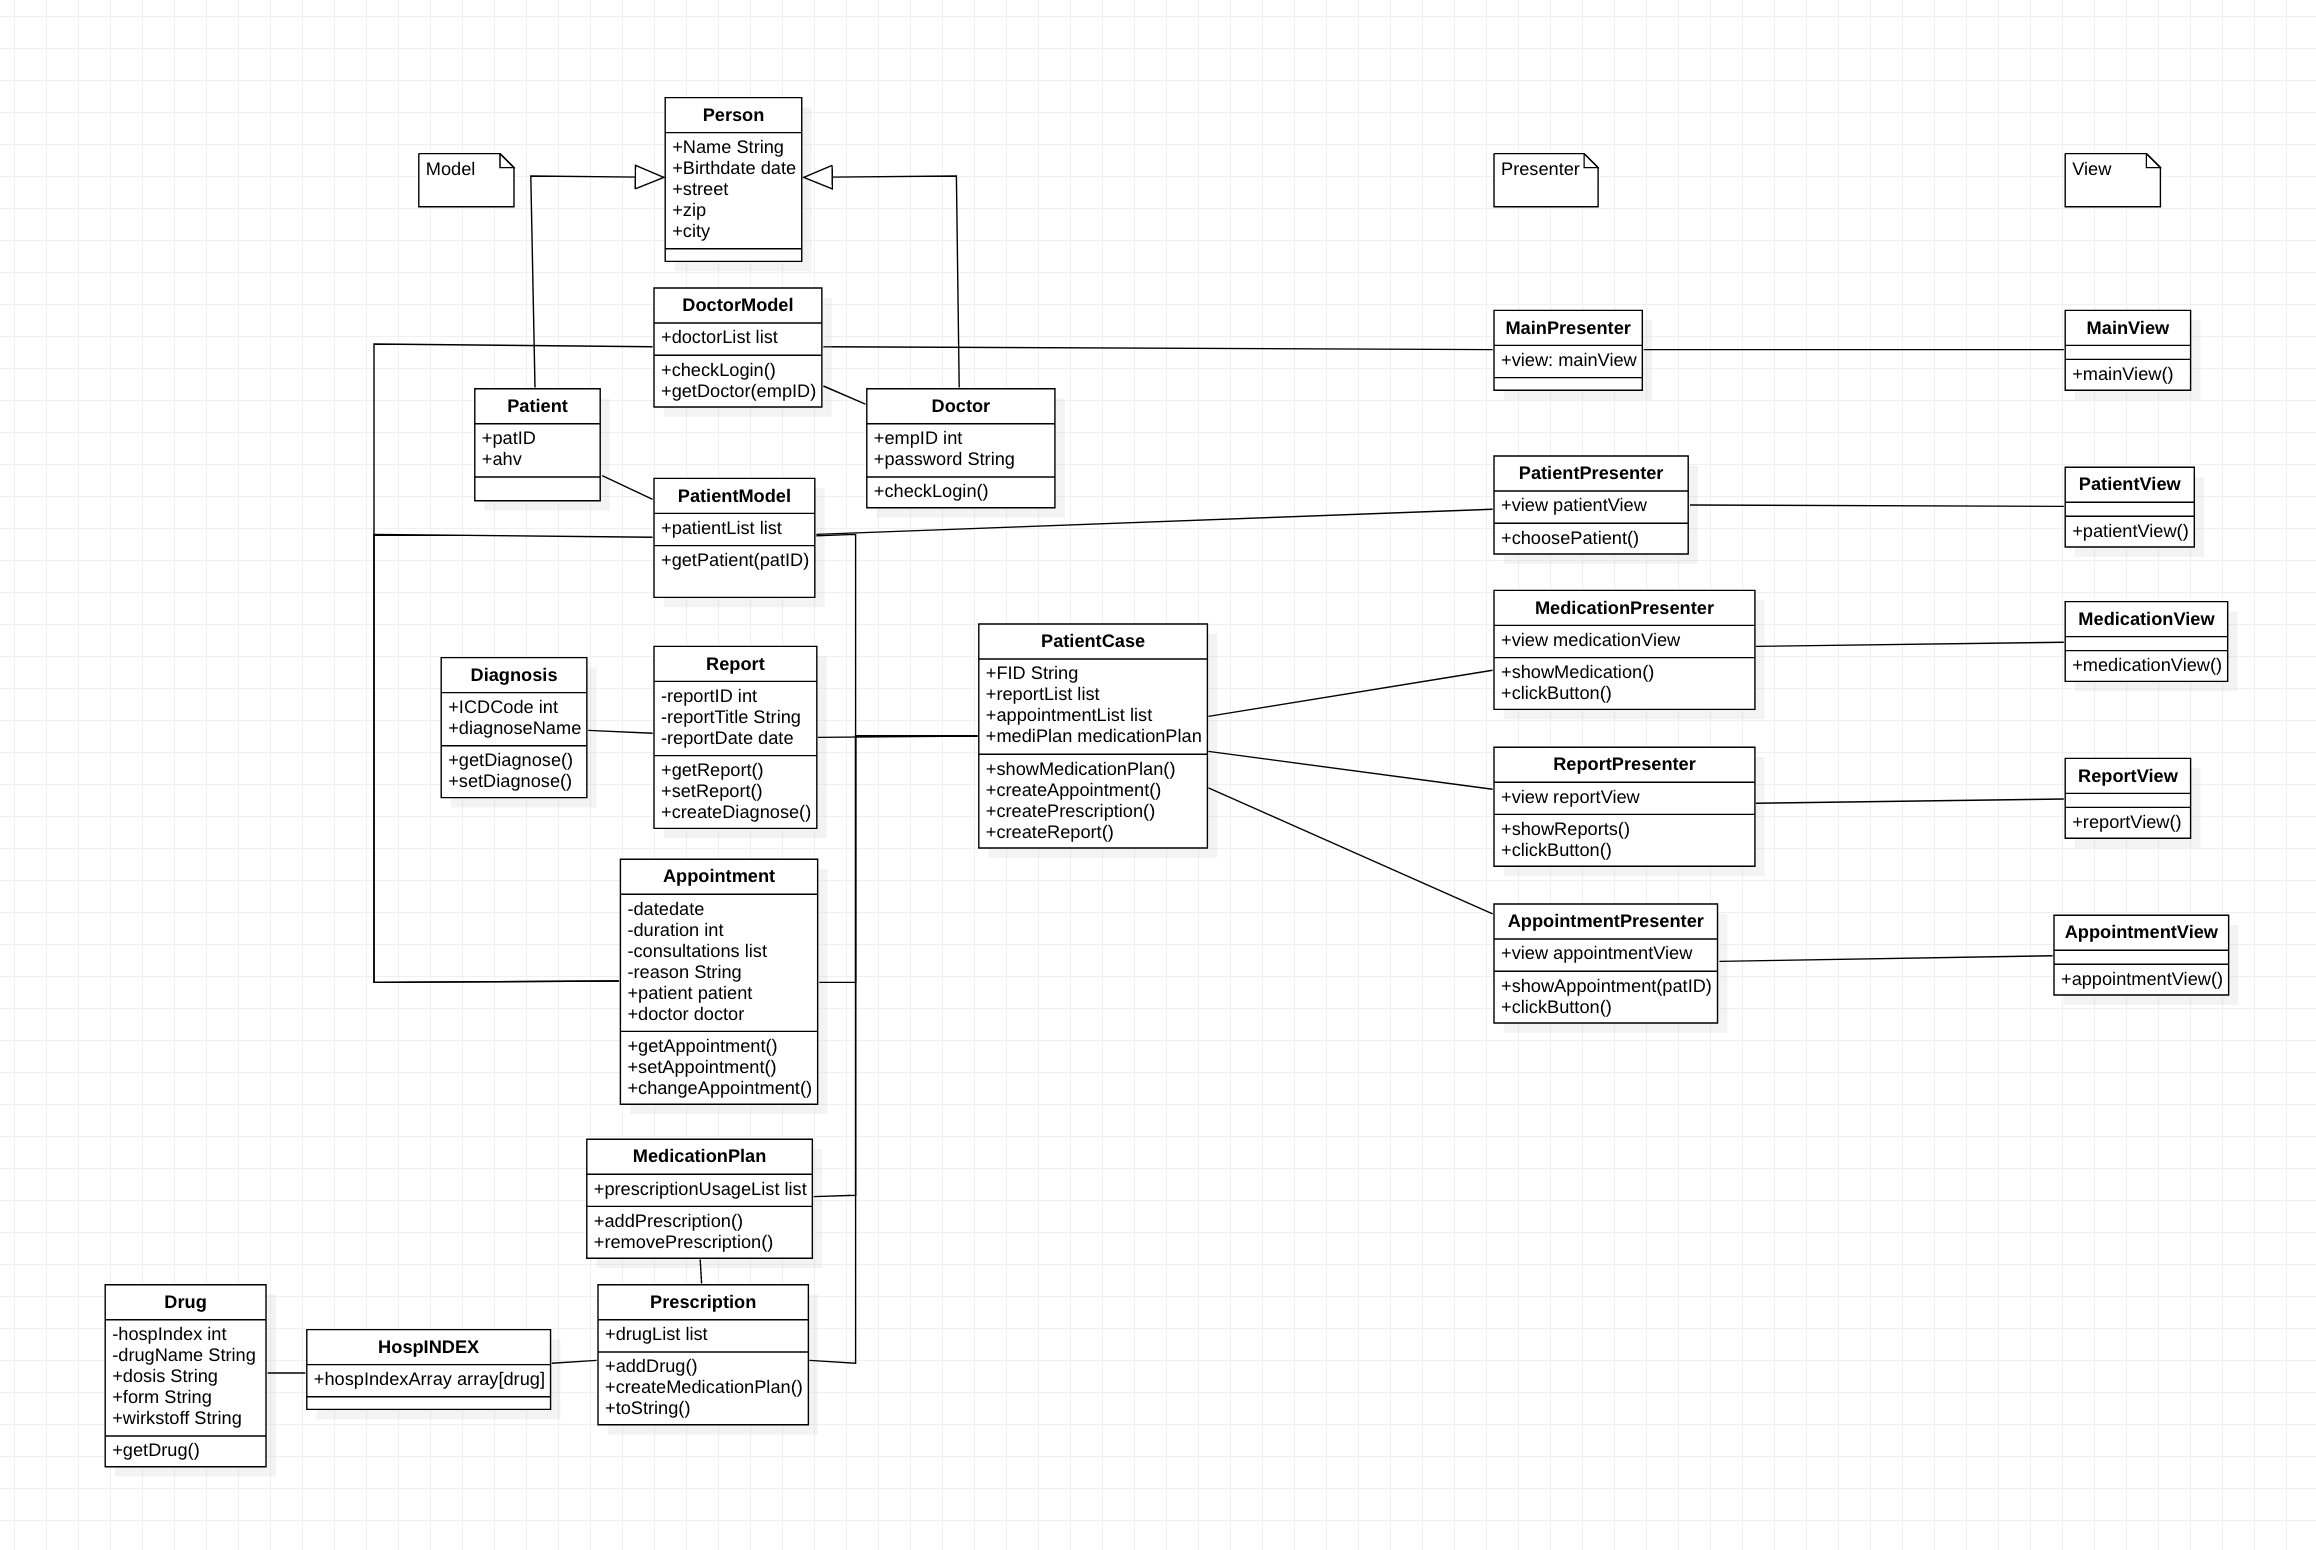 Model
Presenter
View
Person
+Name String
+Birthdate date
+street
+zip
+city
DoctorModel
+doctorList list
+checkLogin()
+getDoctor(empID)
MainPresenter
+view: mainView
MainView
+mainView()
Patient
+patID
+ahv
Doctor
+empID int
+password String
+checkLogin()
PatientModel
+patientList list
+getPatient(patID)
PatientPresenter
+view patientView
+choosePatient()
PatientView
+patientView()
Diagnosis
+ICDCode int
+diagnoseName
+getDiagnose()
+setDiagnose()
Report
-reportID int
-reportTitle String
-reportDate date
+getReport()
+setReport()
+createDiagnose()
PatientCase
+FID String
+reportList list
+appointmentList list
+mediPlan medicationPlan
+showMedicationPlan()
+createAppointment()
+createPrescription()
+createReport()
MedicationPresenter
+view medicationView
+showMedication()
+clickButton()
MedicationView
+medicationView()
ReportPresenter
+view reportView
+showReports()
+clickButton()
ReportView
+reportView()
Appointment
-datedate
-duration int
-consultations list
-reason String
+patient patient
+doctor doctor
+getAppointment()
+setAppointment()
+changeAppointment()
AppointmentPresenter
+view appointmentView
+showAppointment(patID)
+clickButton()
AppointmentView
+appointmentView()
MedicationPlan
+prescriptionUsageList list
+addPrescription()
+removePrescription()
Drug
-hospIndex int
-drugName String
+dosis String
+form String
+wirkstoff String
+getDrug()
HospINDEX
+hospIndexArray array[drug]
Prescription
+drugList list
+addDrug()
+createMedicationPlan()
+toString()